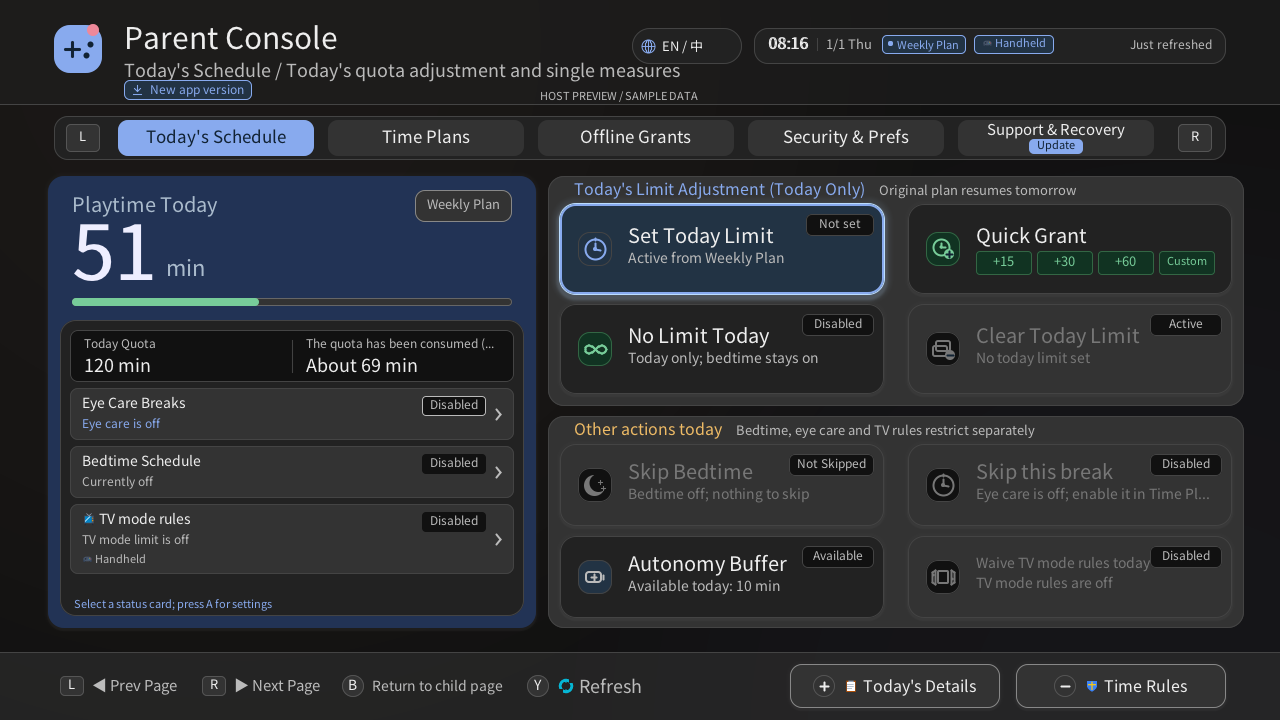 Parent Console
Today's Schedule / Today's quota adjustment and single measures
New app version
EN / 中
08:16
1/1 Thu
Weekly Plan
Handheld
Just refreshed
HOST PREVIEW / SAMPLE DATA
L
Today's Schedule
Time Plans
Offline Grants
Security & Prefs
Support & Recovery
Update
R
Playtime Today
Weekly Plan
51 min
Today Quota
120 min
The quota has been consumed (...
About 69 min
Eye Care Breaks
Disabled
Eye care is off
Bedtime Schedule
Disabled
Currently off
TV mode rules
Disabled
TV mode limit is off
Handheld
Select a status card; press A for settings
Today's Limit Adjustment (Today Only)
Original plan resumes tomorrow
Set Today Limit
Not set
Active from Weekly Plan
Quick Grant
+15
+30
+60
Custom
No Limit Today
Disabled
Today only; bedtime stays on
Clear Today Limit
Active
No today limit set
Other actions today
Bedtime, eye care and TV rules restrict separately
Skip Bedtime
Not Skipped
Bedtime off; nothing to skip
Skip this break
Disabled
Eye care is off; enable it in Time Pl...
Autonomy Buffer
Available
Available today: 10 min
Waive TV mode rules today
Disabled
TV mode rules are off
L
◀ Prev Page
R
▶ Next Page
B
Return to child page
Y
Refresh
+
Today's Details
−
Time Rules